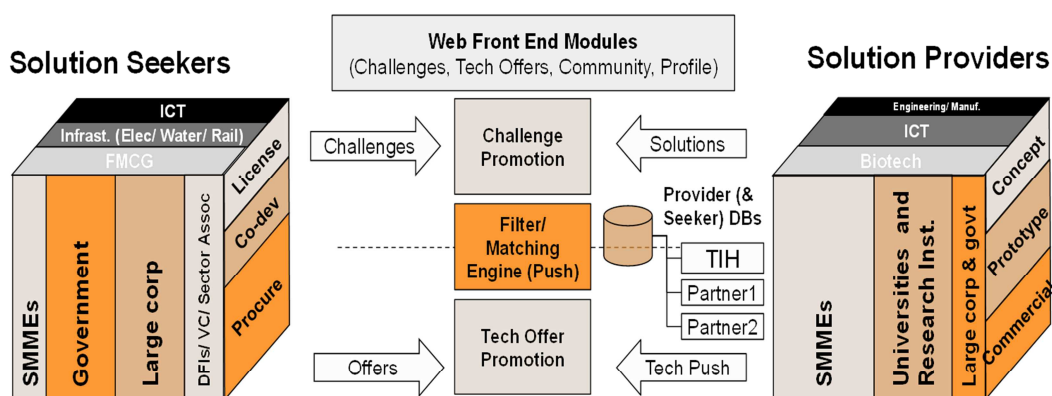 Solution Seekers
ICT
Infrast. (Elec/ Water/ Rail)
FMCG
SMMEs
Government
Large corp
DFIs/ VC/ Sector Assoc
License
Co-dev
Procure
Web Front End Modules
(Challenges, Tech Offers, Community, Profile)
Challenges
Challenge
Promotion
Solutions
Filter/
Matching
Engine (Push)
Provider (&
Seeker) DBs
TIH
Partner1
Partner2
Offers
Tech Offer
Promotion
Tech Push
Solution Providers
Engineering/ Manuf.
ICT
Biotech
SMMEs
Universities and
Research Inst.
Large corp & govt
Concept
Prototype
Commercial